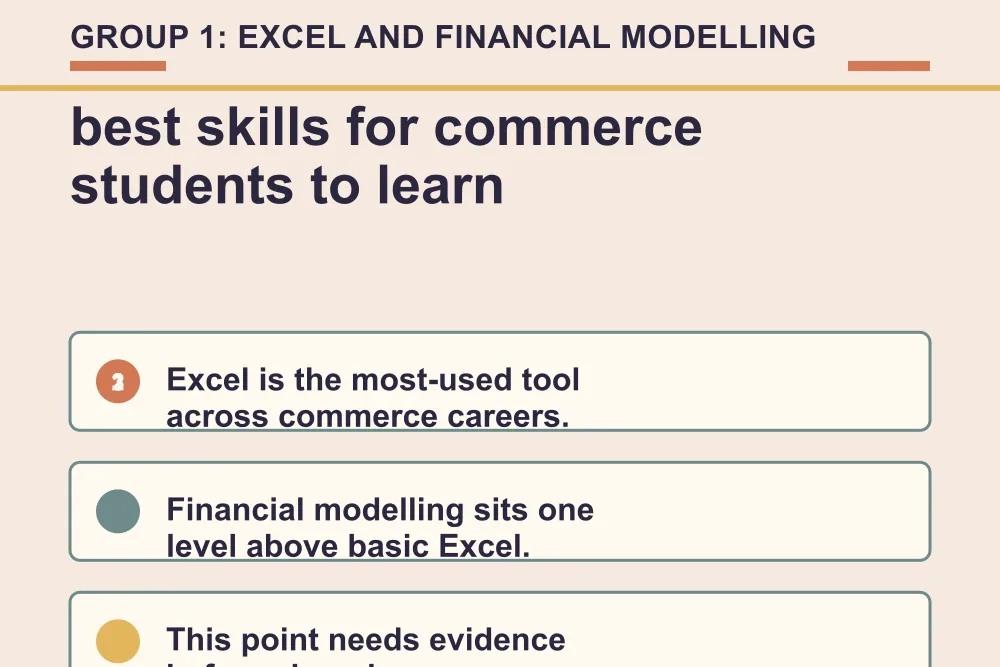 GROUP 1: EXCEL AND FINANCIAL MODELLING
best skills for commerce
students to learn
Excel is the most-used tool
across commerce careers.
Financial modelling sits one
level above basic Excel.
This point needs evidence